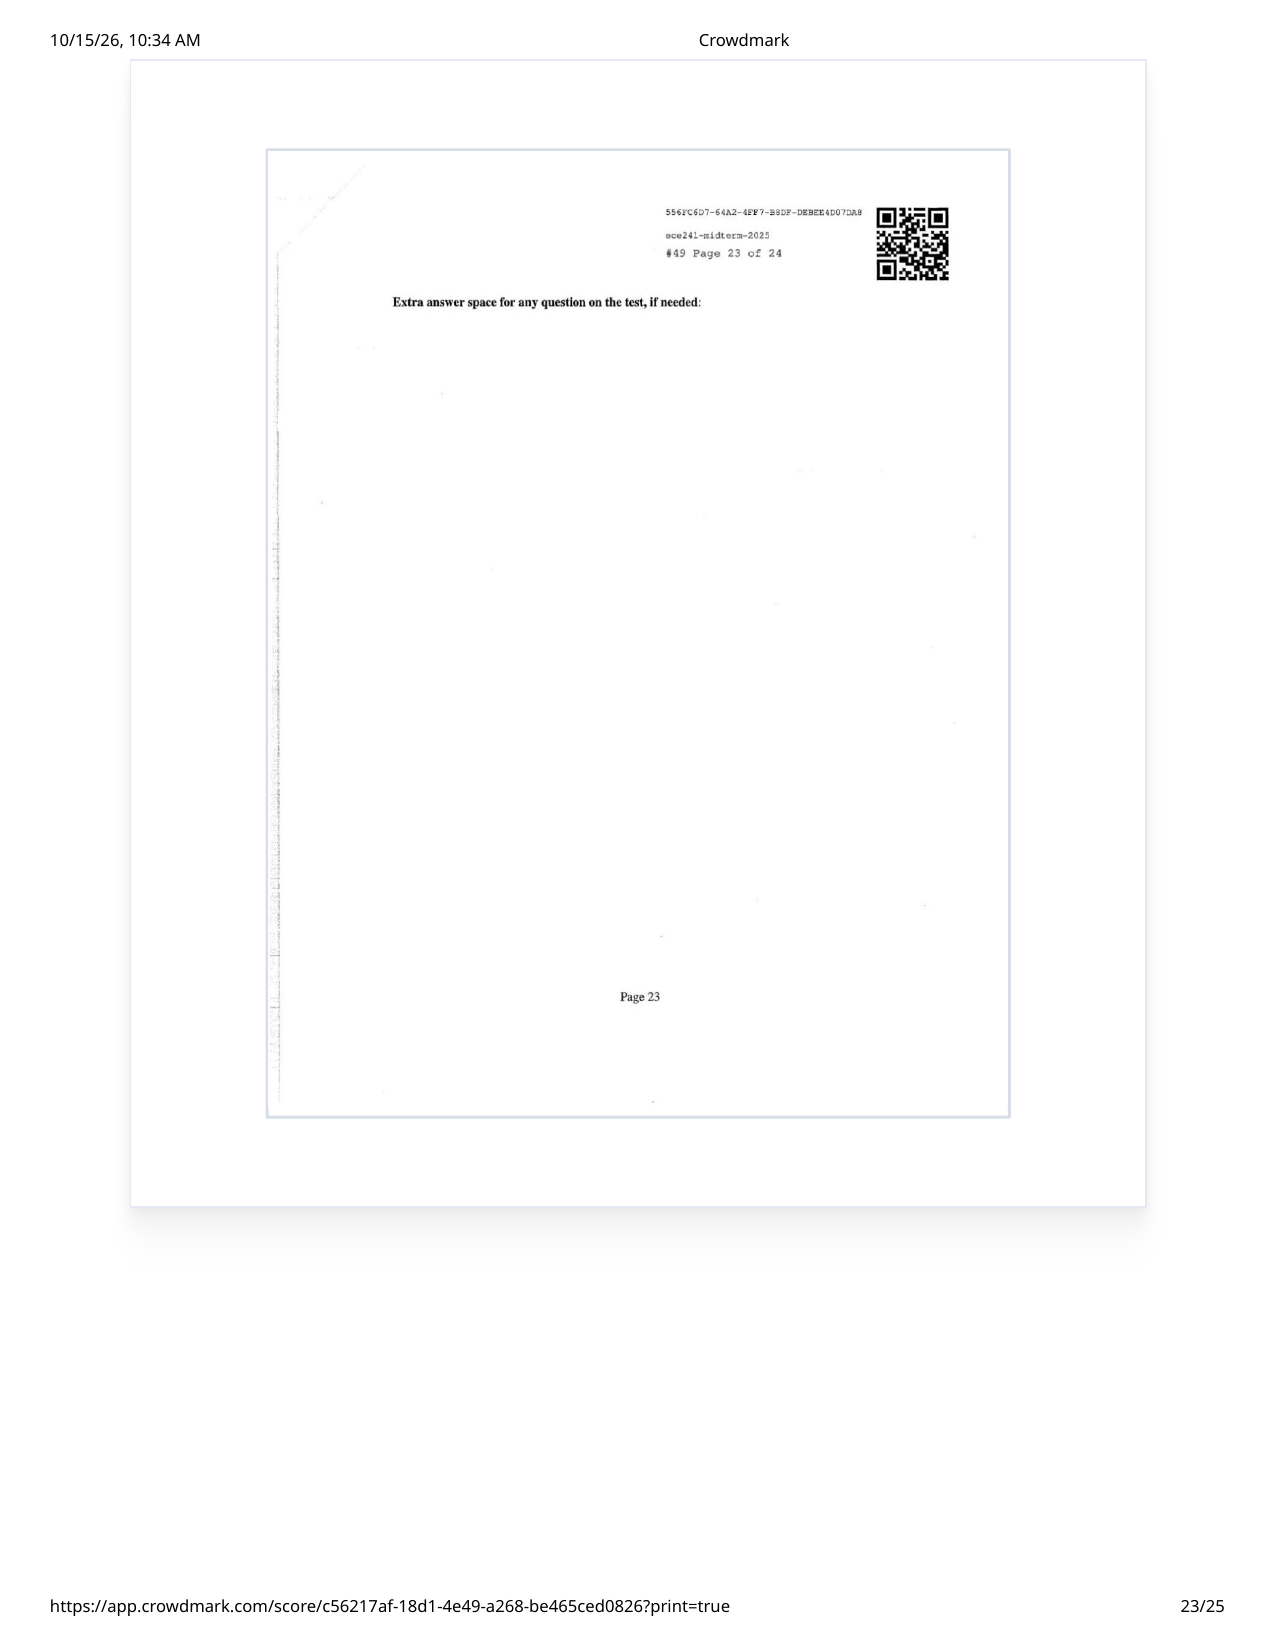 10/15/26, 10:34 AM
Crowdmark
556FC6D7-64A2-4FF7-B8DF-DEBEE4D07DA8
ece241-midterm-2025
#49 Page 23 of 24
Extra answer space for any question on the test, if needed:
Page 23
https://app.crowdmark.com/score/c56217af-18d1-4e49-a268-be465ced0826?print=true
23/25